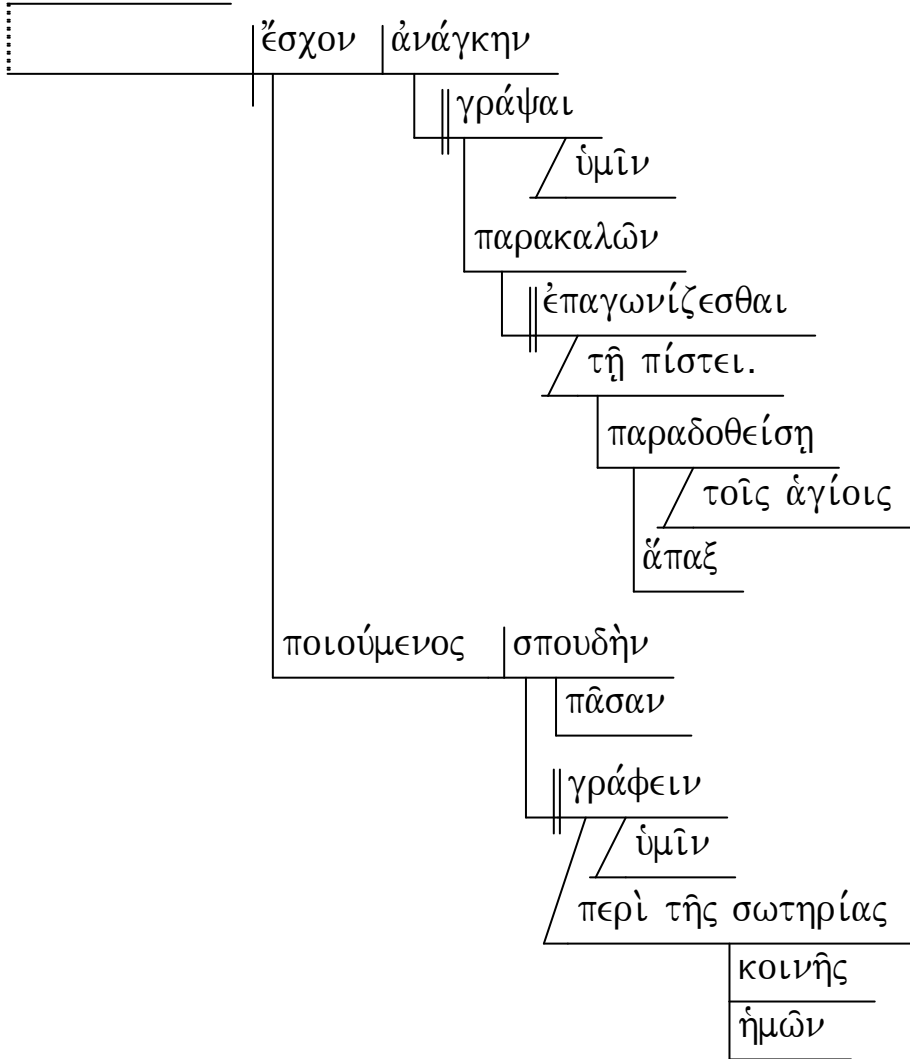 ἔσχον ἀνάγκην
γράψαι
ὑμῖν
παρακαλῶν
ἐπαγωνίζεσθαι
τῇ πίστει.
παραδοθείσῃ
τοῖς ἁγίοις
ἅπαξ
ποιούμενος σπουδὴν
πᾶσαν
γράφειν
ὑμῖν
περὶ τῆς σωτηρίας
κοινῆς
ἡμῶν